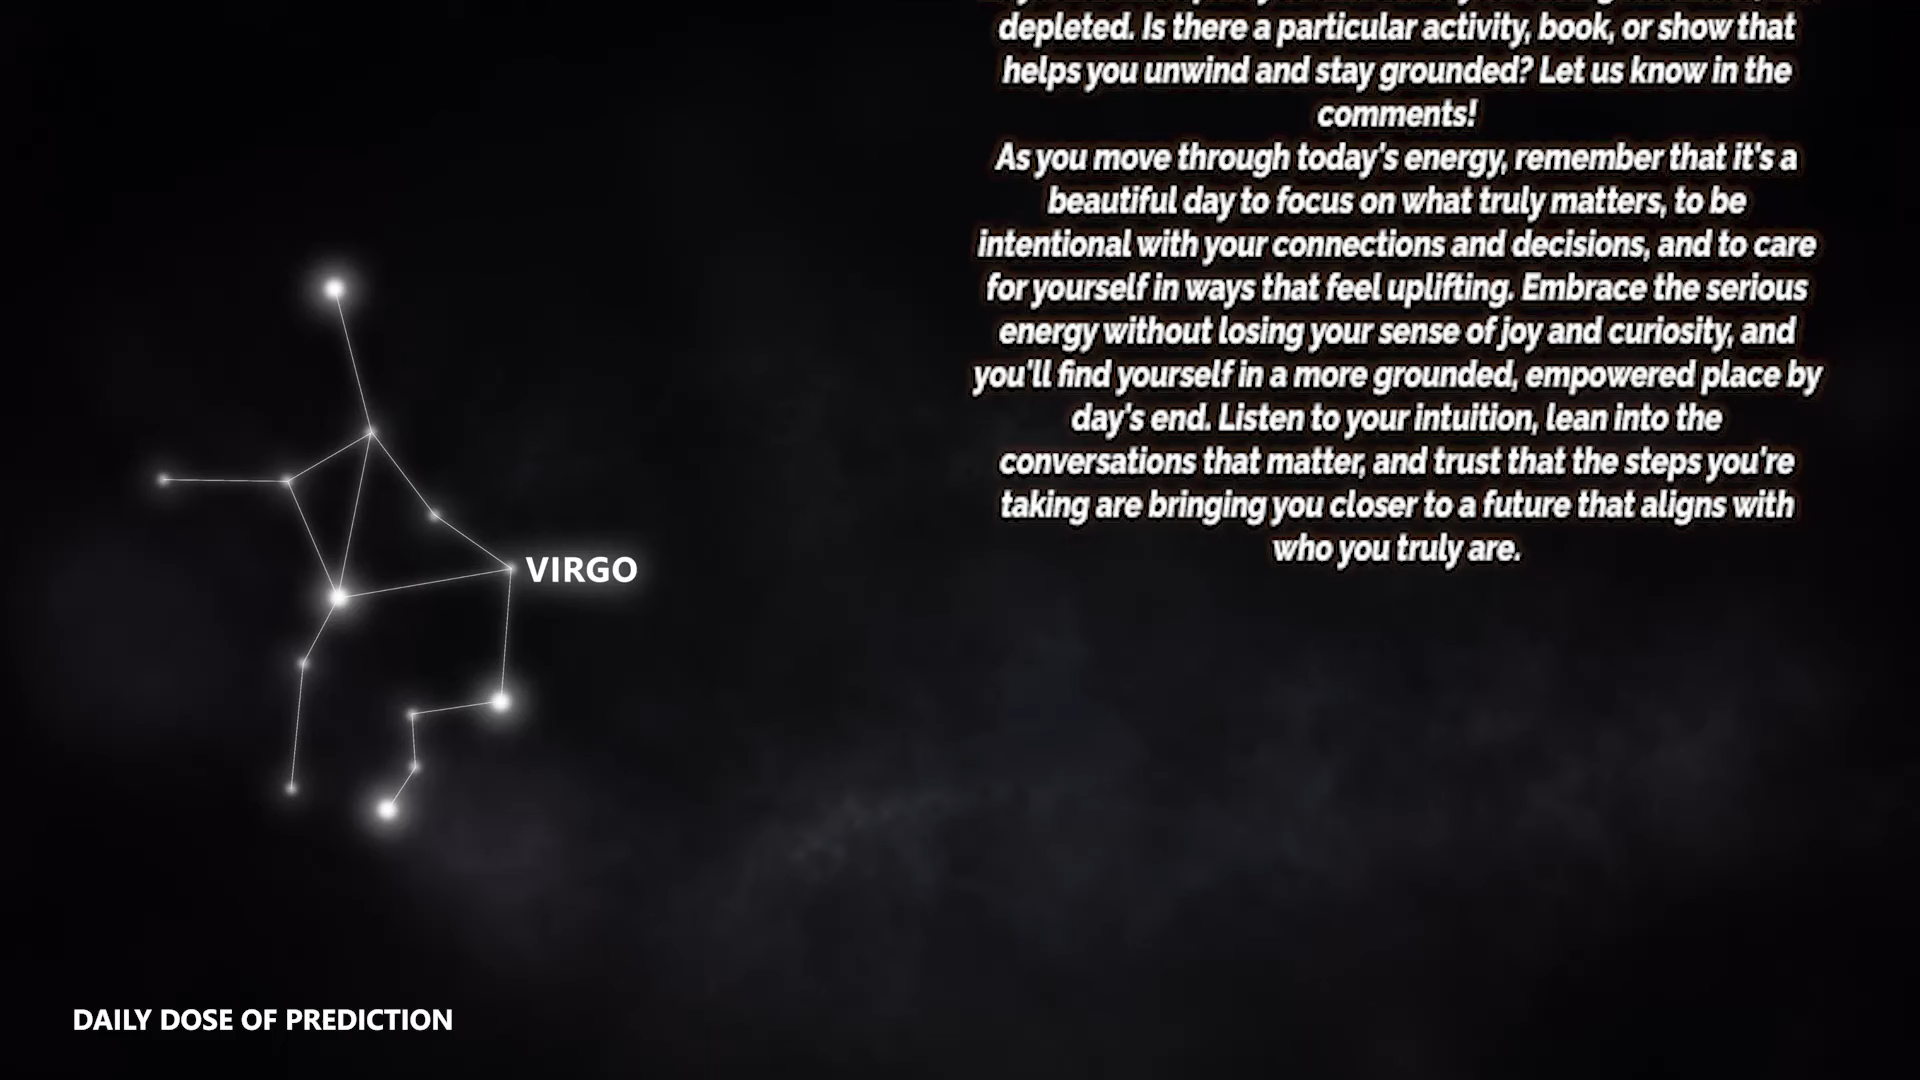 depleted. Is there a particular activity, book, or show that
helps you unwind and stay grounded? Let us know in the
comments!
As you move through today's energy, remember that it's a
beautiful day to focus on what truly matters, to be
intentional with your connections and decisions, and to care
for yourself in ways that feel uplifting. Embrace the serious
energy without losing your sense of joy and curiosity, and
you'll find yourself in a more grounded, empowered place by
day's end. Listen to your intuition, lean into the
conversations that matter, and trust that the steps you're
taking are bringing you closer to a future that aligns with
who you truly are.
VIRGO
DAILY DOSE OF PREDICTION